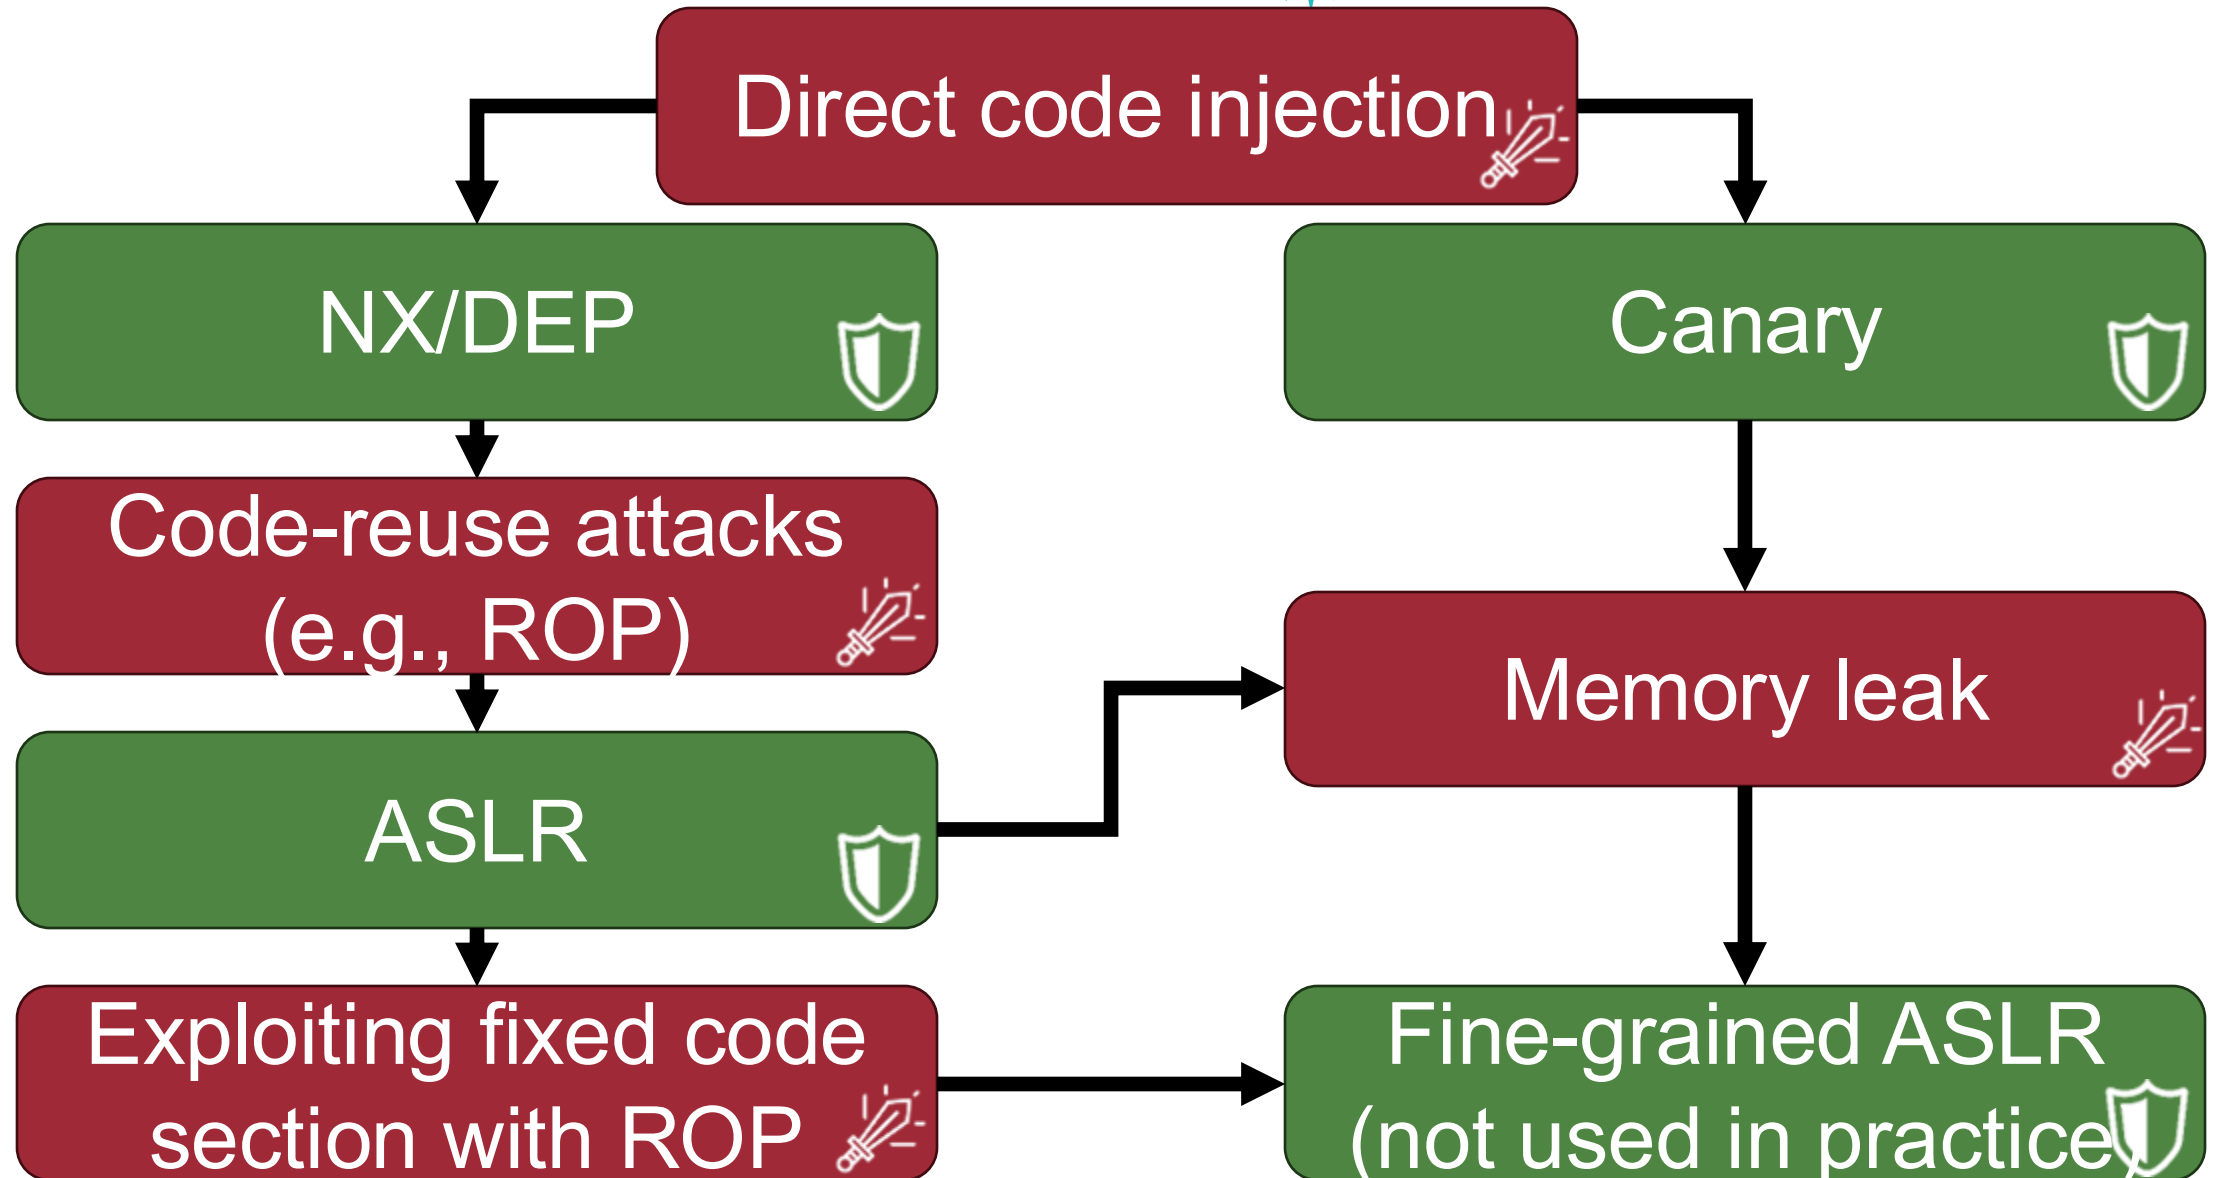 Direct code injection
NX/DEP
Canary
Code-reuse attacks
(e.g., ROP)
Memory leak
ASLR
Exploiting fixed code
section with ROP
Fine-grained ASLR
(not used in practice)